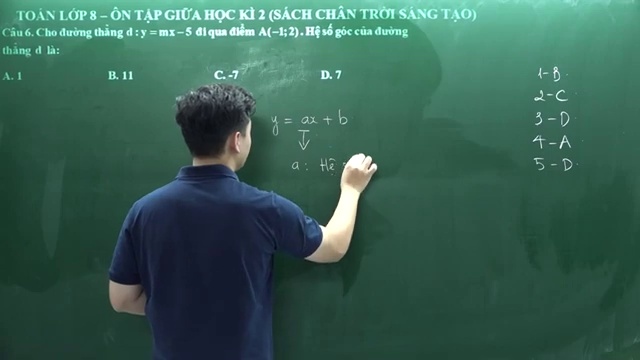 TOÁN LỚP 8 – ÔN TẬP GIỮA HỌC KÌ 2 (SÁCH CHÂN TRỜI SÁNG TẠO)
Câu 6. Cho đường thẳng d : y = mx – 5 đi qua điểm A(–1; 2) . Hệ số góc của đường
thẳng d là:
A. 1 B. 11 C. -7 D. 7
y = ax + b
a : Hệ
1 - B
2 - C
3 - D
4 - A
5 - D